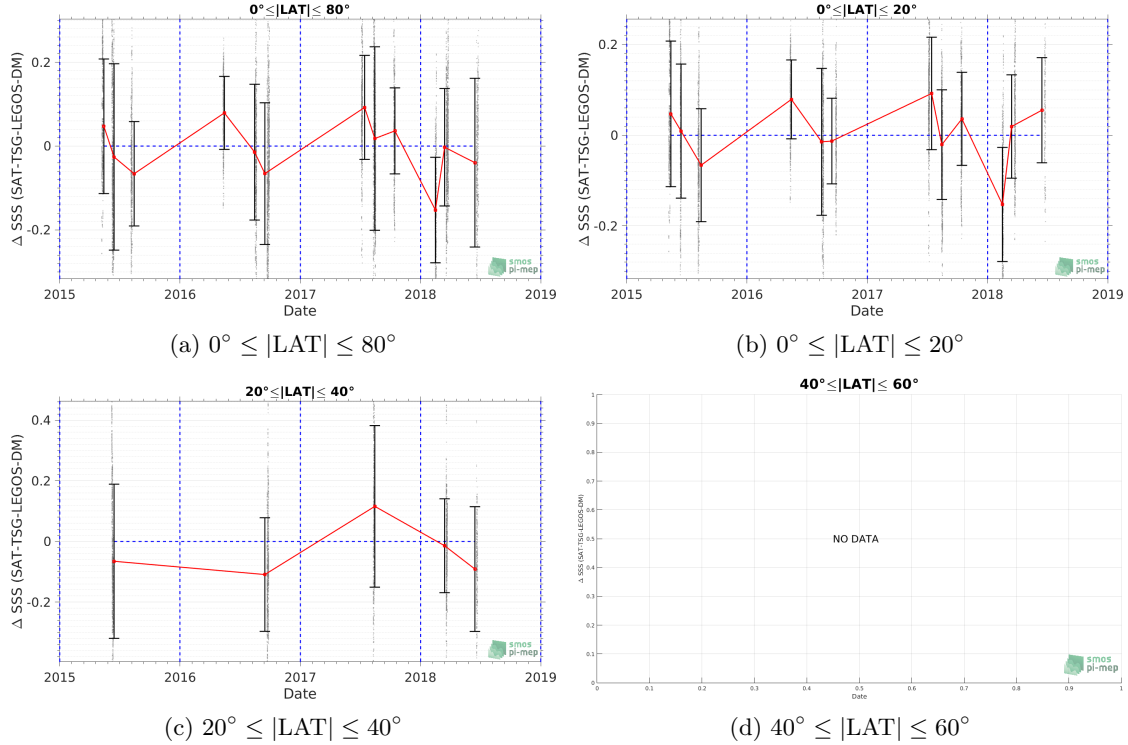 0°≤|LAT|≤ 80°
Δ SSS (SAT-TSG-LEGOS-DM)
0.2
0
-0.2
2015 2016 2017 2018 2019
Date
smos
pi-mep
(a) 0° ≤ |LAT| ≤ 80°
0°≤|LAT|≤ 20°
Δ SSS (SAT-TSG-LEGOS-DM)
0.2
0
-0.2
2015 2016 2017 2018 2019
Date
smos
pi-mep
(b) 0° ≤ |LAT| ≤ 20°
20°≤|LAT|≤ 40°
Δ SSS (SAT-TSG-LEGOS-DM)
0.4
0.2
0
-0.2
2015 2016 2017 2018 2019
Date
smos
pi-mep
(c) 20° ≤ |LAT| ≤ 40°
40°≤|LAT|≤ 60°
Δ SSS (SAT-TSG-LEGOS-DM)
1
0.9
0.8
0.7
0.6
0.5
0.4
0.3
0.2
0.1
0
NO DATA
0 0.1 0.2 0.3 0.4 0.5 0.6 0.7 0.8 0.9 1
Date
smos
pi-mep
(d) 40° ≤ |LAT| ≤ 60°